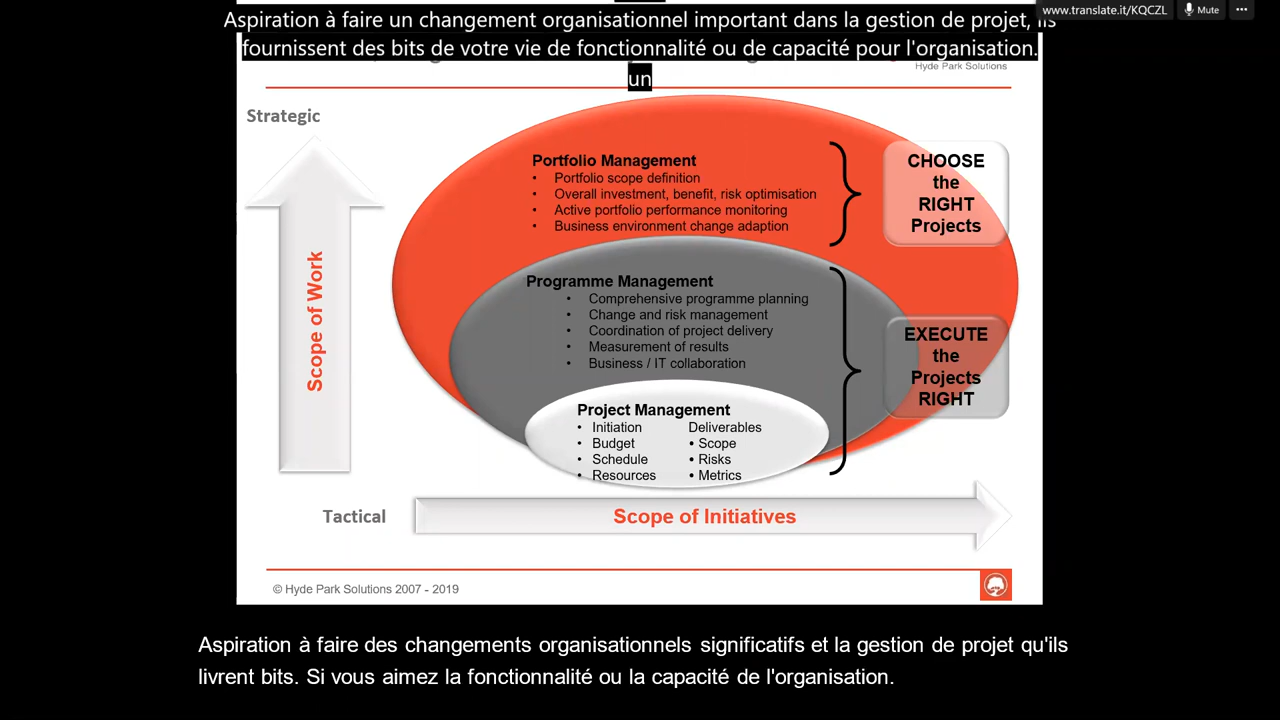 Aspiration à faire un changement organisationnel important dans la gestion de projet, ils
fournissent des bits de votre vie de fonctionnalité ou de capacité pour l'organisation.
un
www.translate.it/KQCZL
Mute
Hyde Park Solutions
Strategic
Scope of Work
Portfolio Management
• Portfolio scope definition
• Overall investment, benefit, risk optimisation
• Active portfolio performance monitoring
• Business environment change adaption
CHOOSE
the
RIGHT
Projects
Programme Management
• Comprehensive programme planning
• Change and risk management
• Coordination of project delivery
• Measurement of results
• Business / IT collaboration
EXECUTE
the
Projects
RIGHT
Project Management
• Initiation
• Budget
• Schedule
• Resources
Deliverables
• Scope
• Risks
• Metrics
Tactical
Scope of Initiatives
© Hyde Park Solutions 2007 - 2019
Aspiration à faire des changements organisationnels significatifs et la gestion de projet qu'ils
livrent bits. Si vous aimez la fonctionnalité ou la capacité de l'organisation.